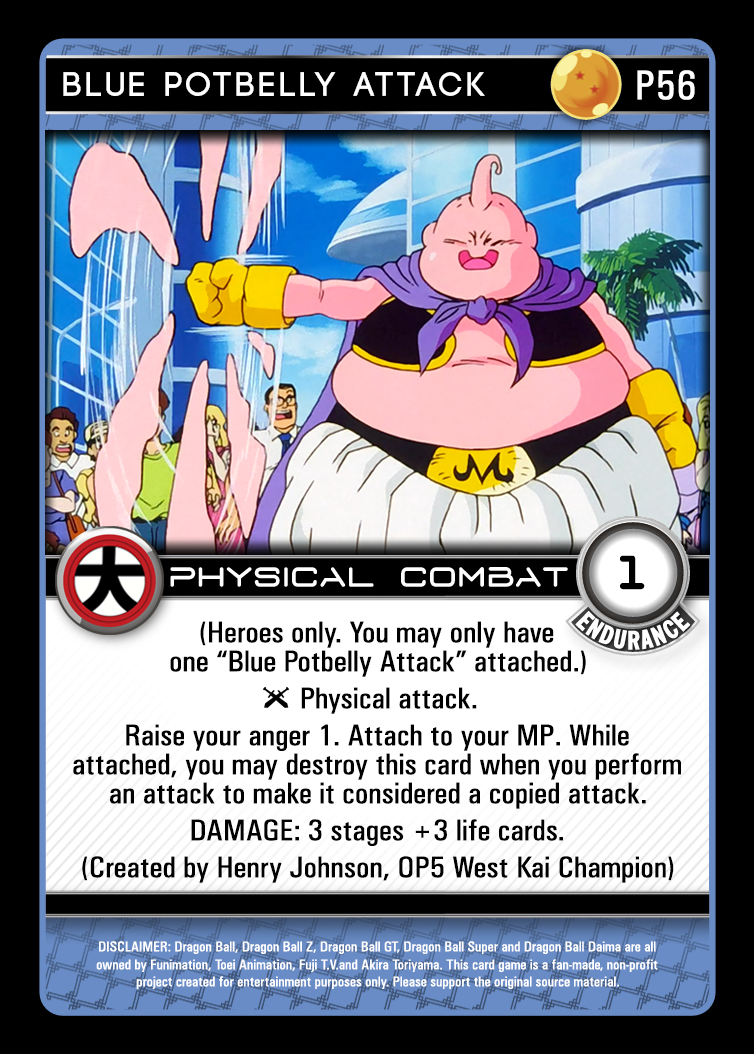 BLUE POTBELLY ATTACK
P56
M
大
PHYSICAL COMBAT
1
ENDURANCE
(Heroes only. You may only have
one “Blue Potbelly Attack” attached.)
Physical attack.
Raise your anger 1. Attach to your MP. While
attached, you may destroy this card when you perform
an attack to make it considered a copied attack.
DAMAGE: 3 stages +3 life cards.
(Created by Henry Johnson, OP5 West Kai Champion)
DISCLAIMER: Dragon Ball, Dragon Ball Z, Dragon Ball GT, Dragon Ball Super and Dragon Ball Daima are all
owned by Funimation, Toei Animation, Fuji T.V.and Akira Toriyama. This card game is a fan-made, non-profit
project created for entertainment purposes only. Please support the original source material.